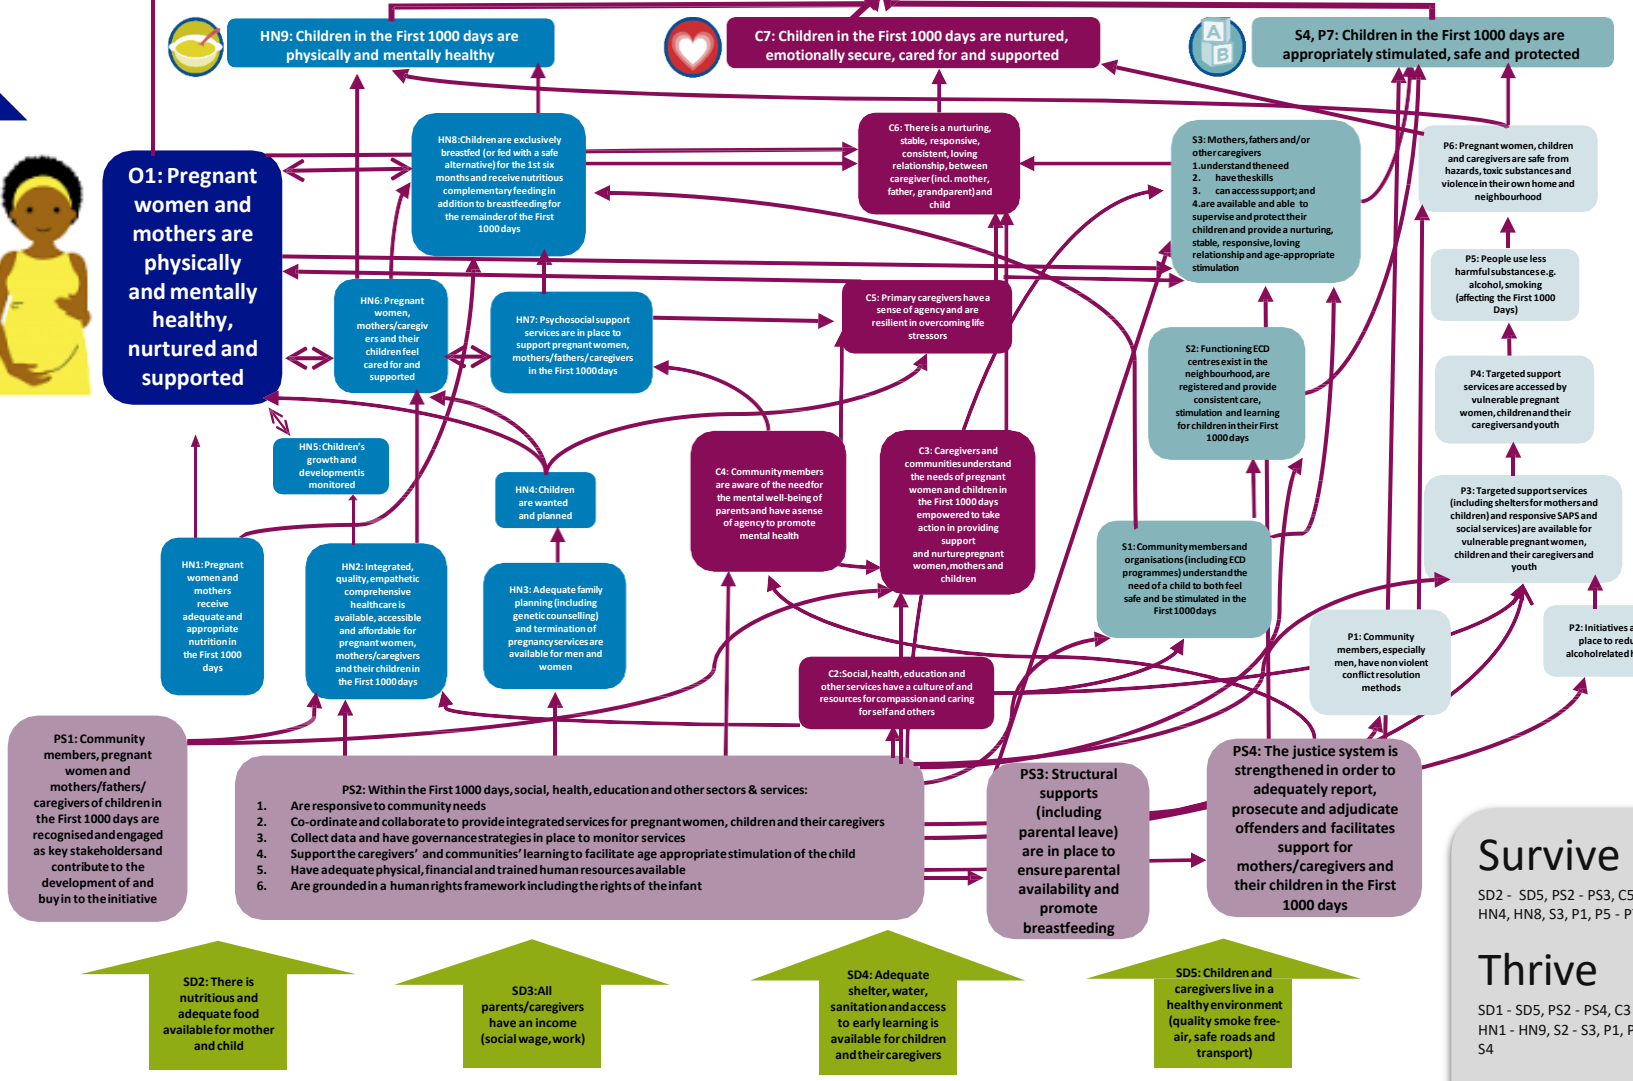 HN9: Children in the First 1000 days are
physically and mentally healthy
C7: Children in the First 1000 days are nurtured,
emotionally secure, cared for and supported
A
B
S4, P7: Children in the First 1000 days are
appropriately stimulated, safe and protected
O1: Pregnant
women and
mothers are
physically
and mentally
healthy,
nurtured and
supported
HN8:Children are exclusively
breastfed (or fed with a safe
alternative) for the 1st six
months and receive nutritious
complementary feeding in
addition to breastfeeding for
the remainder of the First
1000 days
C6: There is a nurturing,
stable, responsive,
consistent, loving
relationship, between
caregiver (incl. mother,
father, grandparent) and
child
S3: Mothers, fathers and/or
other caregivers
1.understand the need
2. have the skills
3. can access support; and
4.are available and able to
supervise and protect their
children and provide a nurturing,
stable, responsive, loving
relationship and age-appropriate
stimulation
P6: Pregnant women, children
and caregivers are safe from
hazards, toxic substances and
violence in their own home and
neighbourhood
P5: People use less
harmful substances e.g.
alcohol, smoking
(affecting the First 1000
Days)
HN6: Pregnant
women,
mothers/caregiv
ers and their
children feel
cared for and
supported
HN7: Psychosocial support
services are in place to
support pregnant women,
mothers/fathers/caregivers
in the First 1000 days
C5: Primary caregivers have a
sense of agency and are
resilient in overcoming life
stressors
S2: Functioning ECD
centres exist in the
neighbourhood, are
registered and provide
consistent care,
stimulation and learning
for children in their First
1000 days
P4: Targeted support
services are accessed by
vulnerable pregnant
women, children and their
caregivers and youth
HN5: Children's
growth and
development is
monitored
HN4: Children
are wanted
and planned
C4: Community members
are aware of the need for
the mental well-being of
parents and have a sense
of agency to promote
mental health
C3: Caregivers and
communities understand
the needs of pregnant
women and children in
the First 1000 days
empowered to take
action in providing
support
and nurture pregnant
women, mothers and
children
P3: Targeted support services
(including shelters for mothers and
children) and responsive SAPS and
social services) are available for
vulnerable pregnant women,
children and their caregivers and
youth
HN1: Pregnant
women and
mothers
receive
adequate and
appropriate
nutrition in
the First 1000
days
HN2: Integrated,
quality, empathetic
comprehensive
healthcare is
available, accessible
and affordable for
pregnant women,
mothers/caregivers
and their children in
the First 1000 days
HN3: Adequate family
planning (including
genetic counselling)
and termination of
pregnancy services are
available for men and
women
S1: Community members and
organisations (including ECD
programmes) understand the
need of a child to both feel
safe and be stimulated in the
First 1000 days
P1: Community
members, especially
men, have non violent
conflict resolution
methods
P2: Initiatives a
place to redu
alcohol related h
C2:Social, health, education and
other services have a culture of and
resources for compassion and caring
for self and others
PS1: Community
members, pregnant
women and
mothers/fathers/
caregivers of children in
the First 1000 days are
recognised and engaged
as key stakeholders and
contribute to the
development of and
buy in to the initiative
PS2: Within the First 1000 days, social, health, education and other sectors & services:
1. Are responsive to community needs
2. Co-ordinate and collaborate to provide integrated services for pregnant women, children and their caregivers
3. Collect data and have governance strategies in place to monitor services
4. Support the caregivers' and communities' learning to facilitate age appropriate stimulation of the child
5. Have adequate physical, financial and trained human resources available
6. Are grounded in a human rights framework including the rights of the infant
PS3: Structural
supports
(including
parental leave)
are in place to
ensure parental
availability and
promote
breastfeeding
PS4: The justice system is
strengthened in order to
adequately report,
prosecute and adjudicate
offenders and facilitates
support for
mothers/caregivers and
their children in the First
1000 days
Survive
SD2 - SD5, PS2 - PS3, C5
HN4, HN8, S3, P1, P5 - P
Thrive
SD1 - SD5, PS2 - PS4, C3
HN1 - HN9, S2 - S3, P1, P
S4
SD2: There is
nutritious and
adequate food
available for mother
and child
SD3:All
parents/caregivers
have an income
(social wage, work)
SD4: Adequate
shelter, water,
sanitation and access
to early learning is
available for children
and their caregivers
SD5: Children and
caregivers live in a
healthy environment
(quality smoke free-
air, safe roads and
transport)